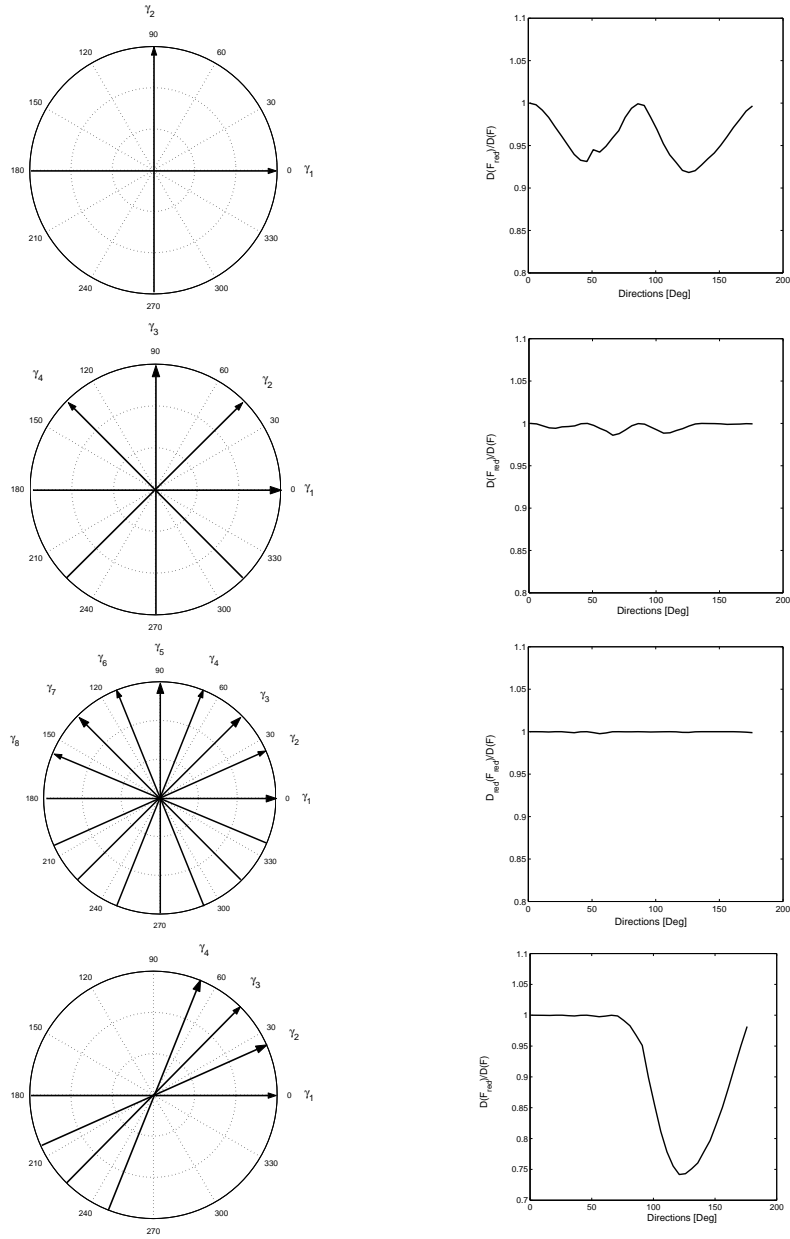 γ2
90
120 60
150 30
180 0 γ1
210 330
240 300
270
1.1
1.05
1
0.95
0.9
0.85
0.8
0 50 100 150 200
Directions [Deg]
D(Fred)/D(F)
γ3
90
120 60
γ4 γ2
150 30
180 0 γ1
210 330
240 300
270
1.1
1.05
1
0.95
0.9
0.85
0.8
0 50 100 150 200
Directions [Deg]
D(Fred)/D(F)
γ5
γ6 γ4
90
120 60
γ7 γ3
150 30
γ8 γ2
180 0 γ1
210 330
240 300
270
1.1
1.05
1
0.95
0.9
0.85
0.8
0 50 100 150 200
Directions [Deg]
Dred(Fred)/D(F)
γ4
90
120 60
γ3
150 30
γ2
180 0 γ1
210 330
240 300
270
1.1
1.05
1
0.95
0.9
0.85
0.8
0.75
0.7
0 50 100 150 200
Directions [Deg]
D(Fred)/D(F)